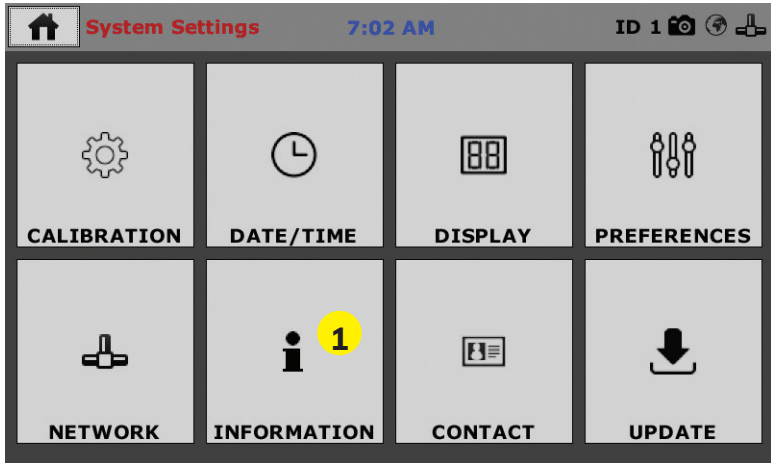 System Settings 7:02 AM ID 1
CALIBRATION DATE/TIME DISPLAY PREFERENCES
1
NETWORK INFORMATION CONTACT UPDATE